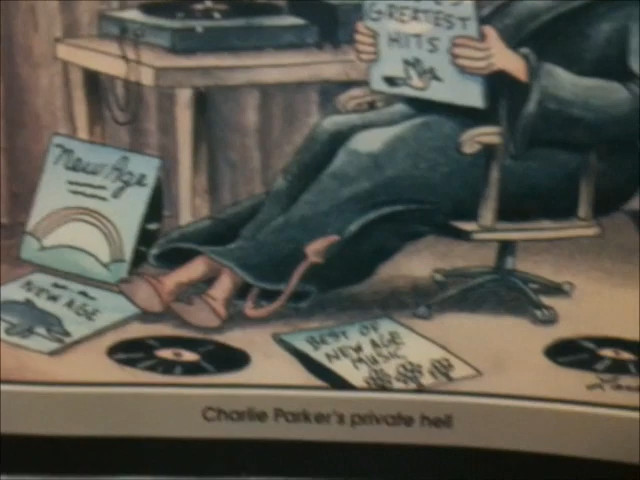 GREATEST
HITS
New Age
NEW AGE
BEST OF
NEW AGE
MUSIC
Charlie Parker's private hell